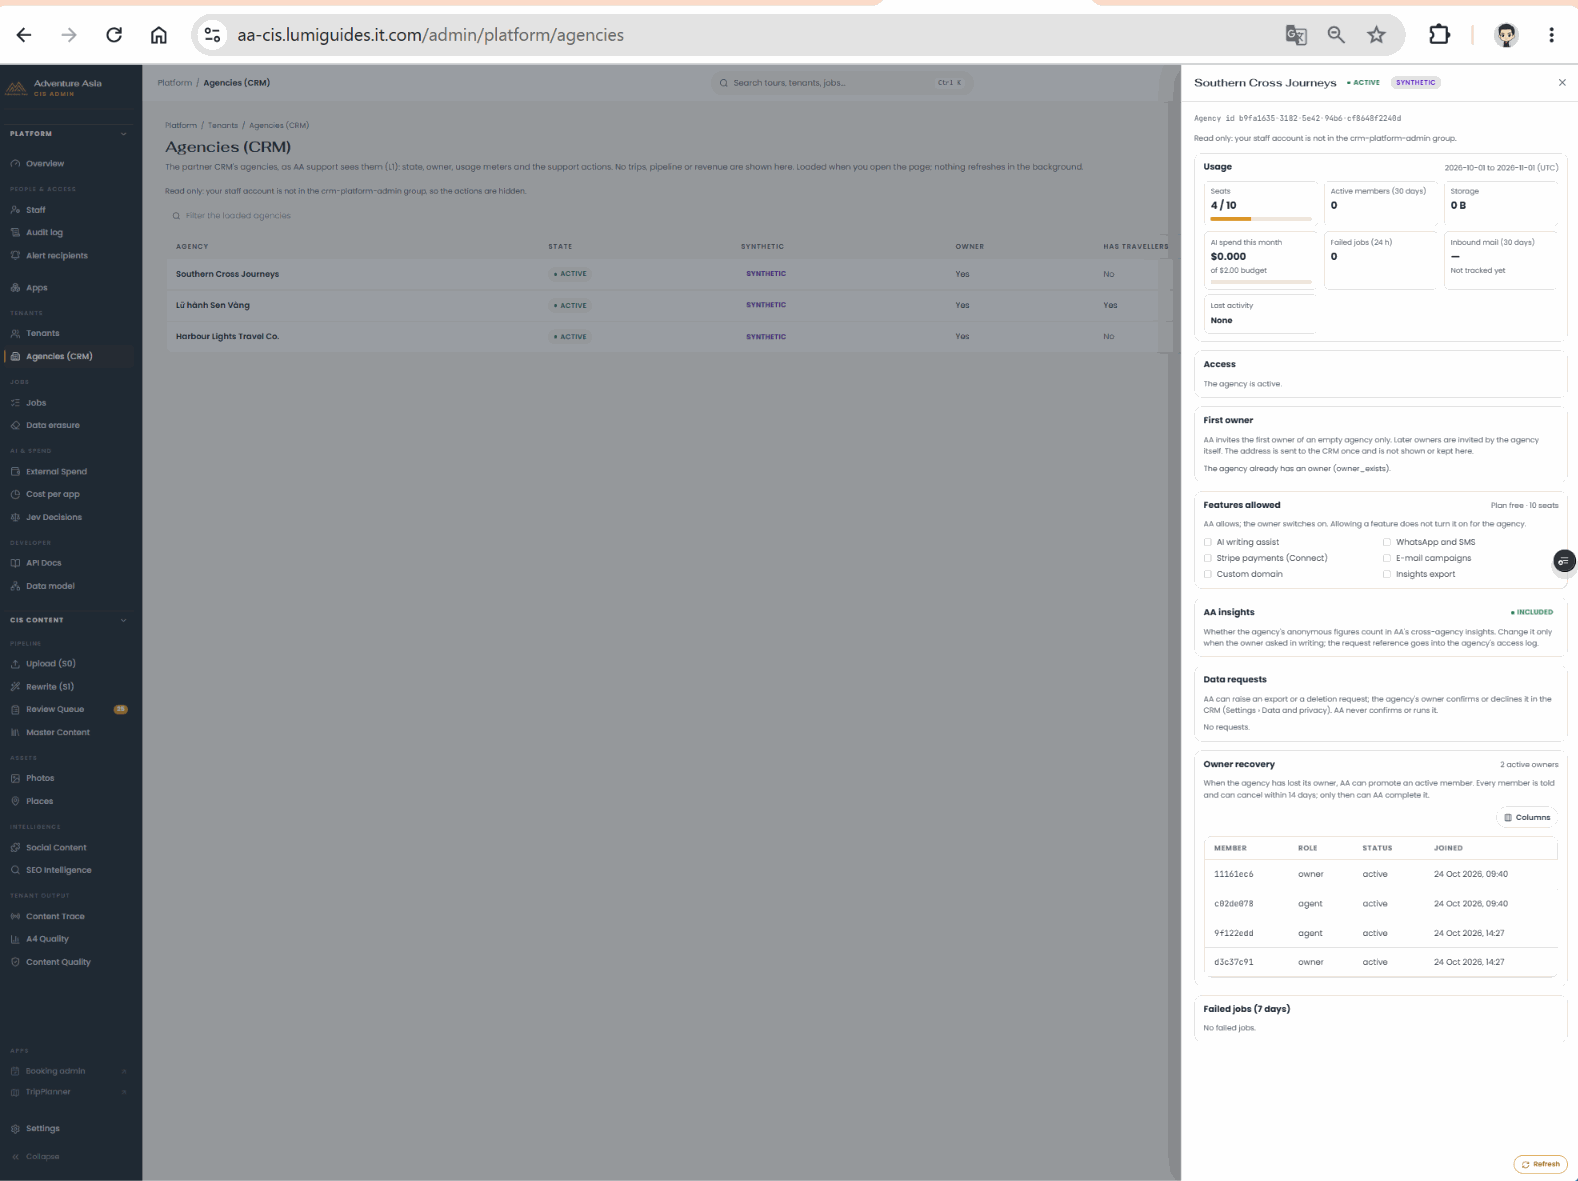 aa-cis.lumiguides.it.com/admin/platform/agencies
Adventure Asia
CIS ADMIN
PLATFORM
Overview
PEOPLE & ACCESS
Staff
Audit log
Alert recipients
Apps
TENANTS
Tenants
Agencies (CRM)
JOBS
Jobs
Data erasure
AI & SPEND
External Spend
Cost per app
Jev Decisions
DEVELOPER
API Docs
Data model
CIS CONTENT
PIPELINE
Upload (S0)
Rewrite (S1)
Review Queue
Master Content
ASSETS
Photos
Places
INTELLIGENCE
Social Content
SEO Intelligence
TENANT OUTPUT
Content Trace
A4 Quality
Content Quality
APPS
Booking admin
TripPlanner
Settings
Collapse
Platform / Agencies (CRM)
Search tours, tenants, jobs...
Ctrl K
Platform / Tenants / Agencies (CRM)
Agencies (CRM)
The partner CRM's agencies, as AA support sees them (L1): state, owner, usage meters and the support actions. No trips, pipeline or revenue are shown here. Loaded when you open the page; nothing refreshes in the background.
Read only: your staff account is not in the crm-platform-admin group, so the actions are hidden.
Filter the loaded agencies
AGENCY STATE SYNTHETIC OWNER HAS TRAVELLERS
Southern Cross Journeys ACTIVE SYNTHETIC Yes No
Lữ hành Sen Vàng ACTIVE SYNTHETIC Yes Yes
Harbour Lights Travel Co. ACTIVE SYNTHETIC Yes No
Southern Cross Journeys ACTIVE SYNTHETIC
Agency id b9fa1635-3182-5e42-94b6-cf8648f2240d
Read only: your staff account is not in the crm-platform-admin group.
Usage 2026-10-01 to 2026-11-01 (UTC)
Seats
4 / 10
Active members (30 days)
0
Storage
0 B
AI spend this month
$0.000
of $2.00 budget
Failed jobs (24 h)
0
Inbound mail (30 days)
—
Not tracked yet
Last activity
None
Access
The agency is active.
First owner
AA invites the first owner of an empty agency only. Later owners are invited by the agency
itself. The address is sent to the CRM once and is not shown or kept here.
The agency already has an owner (owner_exists).
Features allowed Plan free · 10 seats
AA allows; the owner switches on. Allowing a feature does not turn it on for the agency.
AI writing assist WhatsApp and SMS
Stripe payments (Connect) E-mail campaigns
Custom domain Insights export
AA insights INCLUDED
Whether the agency's anonymous figures count in AA's cross-agency insights. Change it only
when the owner asked in writing; the request reference goes into the agency's access log.
Data requests
AA can raise an export or a deletion request; the agency's owner confirms or declines it in the
CRM (Settings › Data and privacy). AA never confirms or runs it.
No requests.
Owner recovery 2 active owners
When the agency has lost its owner, AA can promote an active member. Every member is told
and can cancel within 14 days; only then can AA complete it.
Columns
MEMBER ROLE STATUS JOINED
11161ec6 owner active 24 Oct 2026, 09:40
c02de078 agent active 24 Oct 2026, 09:40
9f122edd agent active 24 Oct 2026, 14:27
d3c37c91 owner active 24 Oct 2026, 14:27
Failed jobs (7 days)
No failed jobs.
Refresh